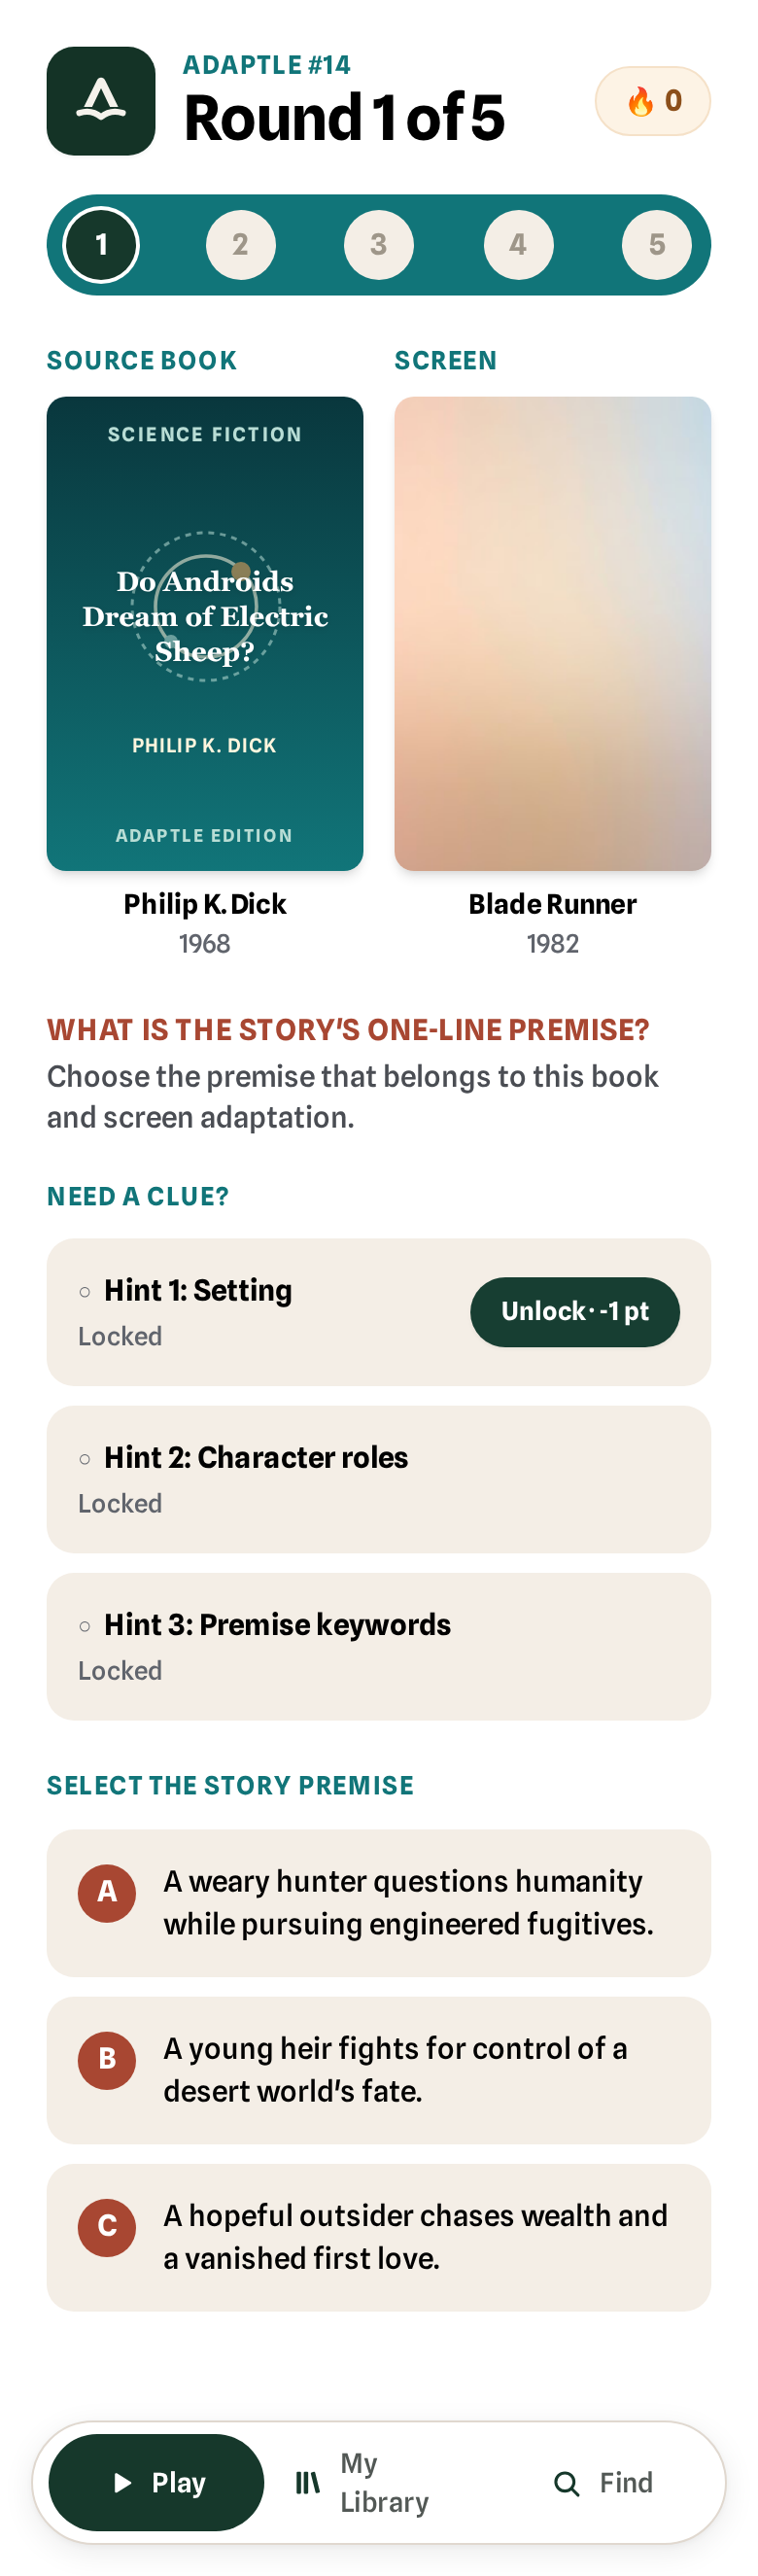 ADAPTLE #14
Round 1 of 5
🔥 0
1 2 3 4 5
SOURCE BOOK
SCIENCE FICTION
Do Androids
Dream of Electric
Sheep?
PHILIP K. DICK
ADAPTLE EDITION
Philip K. Dick
1968
SCREEN
Blade Runner
1982
WHAT IS THE STORY'S ONE-LINE PREMISE?
Choose the premise that belongs to this book
and screen adaptation.
NEED A CLUE?
○ Hint 1: Setting
Locked
Unlock · -1 pt
○ Hint 2: Character roles
Locked
○ Hint 3: Premise keywords
Locked
SELECT THE STORY PREMISE
A
A weary hunter questions humanity
while pursuing engineered fugitives.
B
A young heir fights for control of a
desert world's fate.
C
A hopeful outsider chases wealth and
a vanished first love.
Play
My
Library
Find